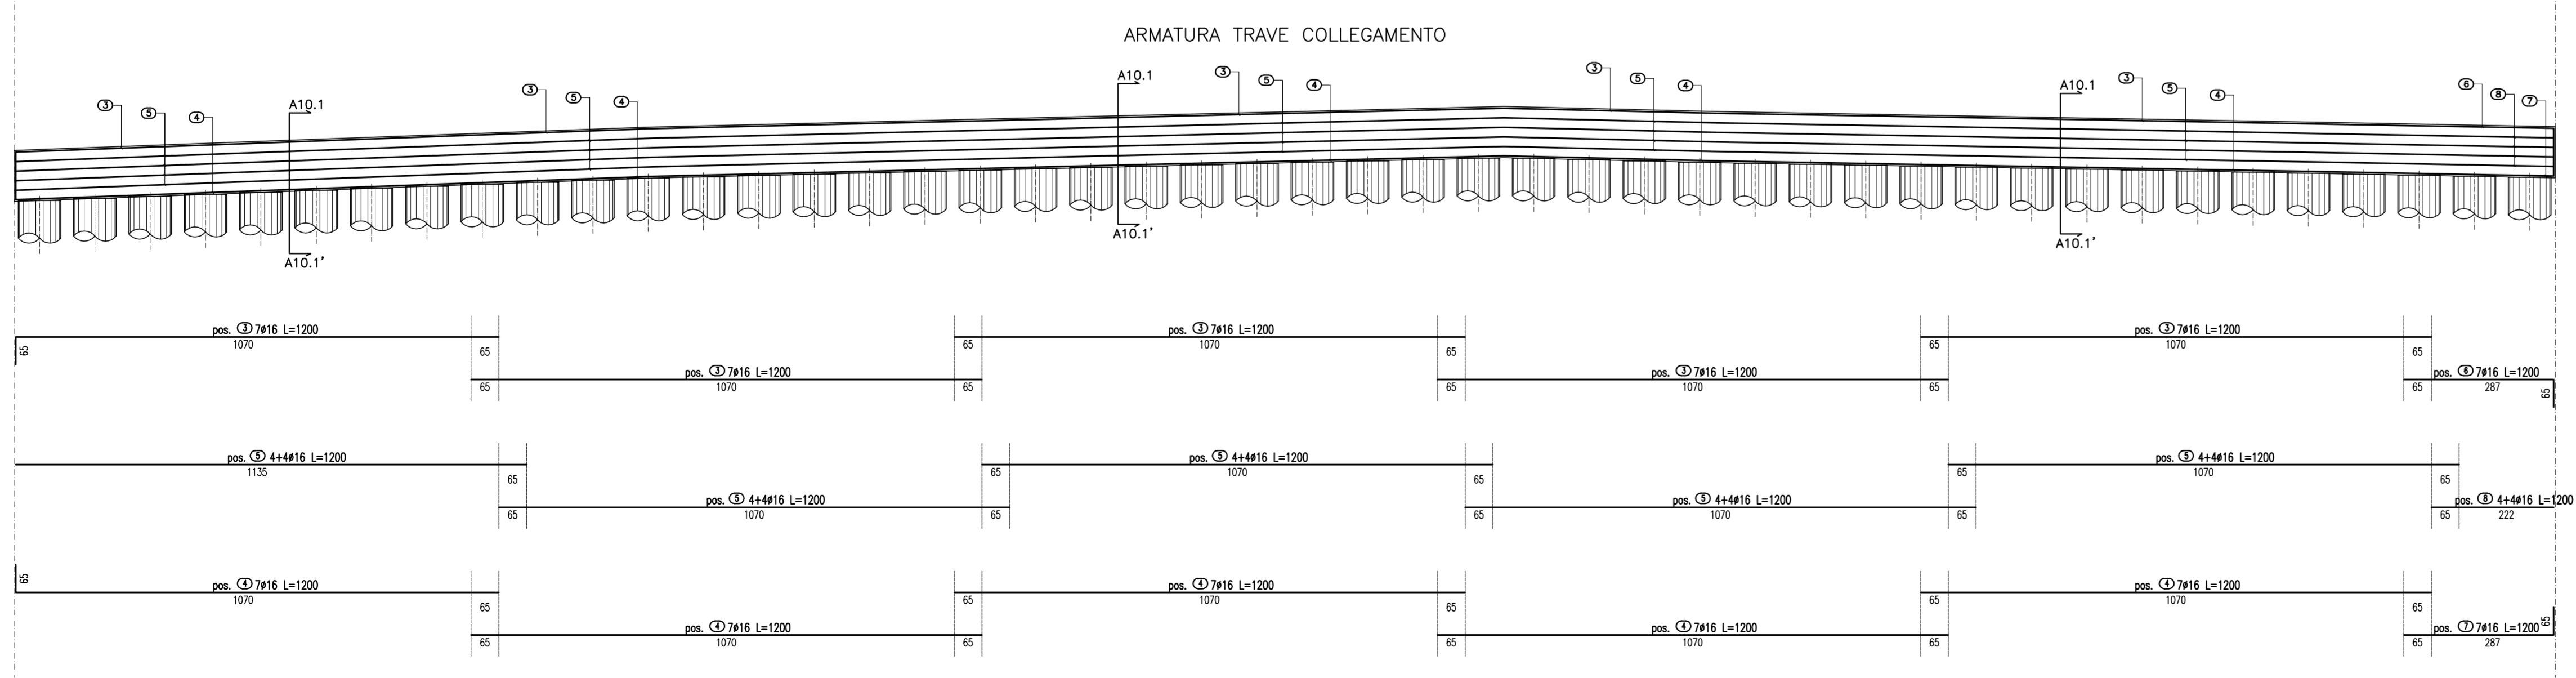 ARMATURA TRAVE COLLEGAMENTO
3 5 4 A10.1 3 5 4 A10.1 3 5 4 3 5 4 A10.1 3 5 4 6 8 7
A10.1' A10.1' A10.1'
pos. 3 7ø16 L=1200 pos. 3 7ø16 L=1200 pos. 3 7ø16 L=1200
65 1070 65 65 1070 65 65 1070 65
pos. 3 7ø16 L=1200 pos. 3 7ø16 L=1200 pos. 6 7ø16 L=1200
65 1070 65 65 1070 65 65 287 65
pos. 5 4+4ø16 L=1200 pos. 5 4+4ø16 L=1200 pos. 5 4+4ø16 L=1200
1135 65 65 1070 65 65 1070 65
pos. 5 4+4ø16 L=1200 pos. 5 4+4ø16 L=1200 pos. 8 4+4ø16 L=1200
65 1070 65 65 1070 65 65 222
pos. 4 7ø16 L=1200 pos. 4 7ø16 L=1200 pos. 4 7ø16 L=1200
65 1070 65 65 1070 65 65 1070 65
pos. 4 7ø16 L=1200 pos. 4 7ø16 L=1200 pos. 7 7ø16 L=1200
65 1070 65 65 1070 65 65 287 65